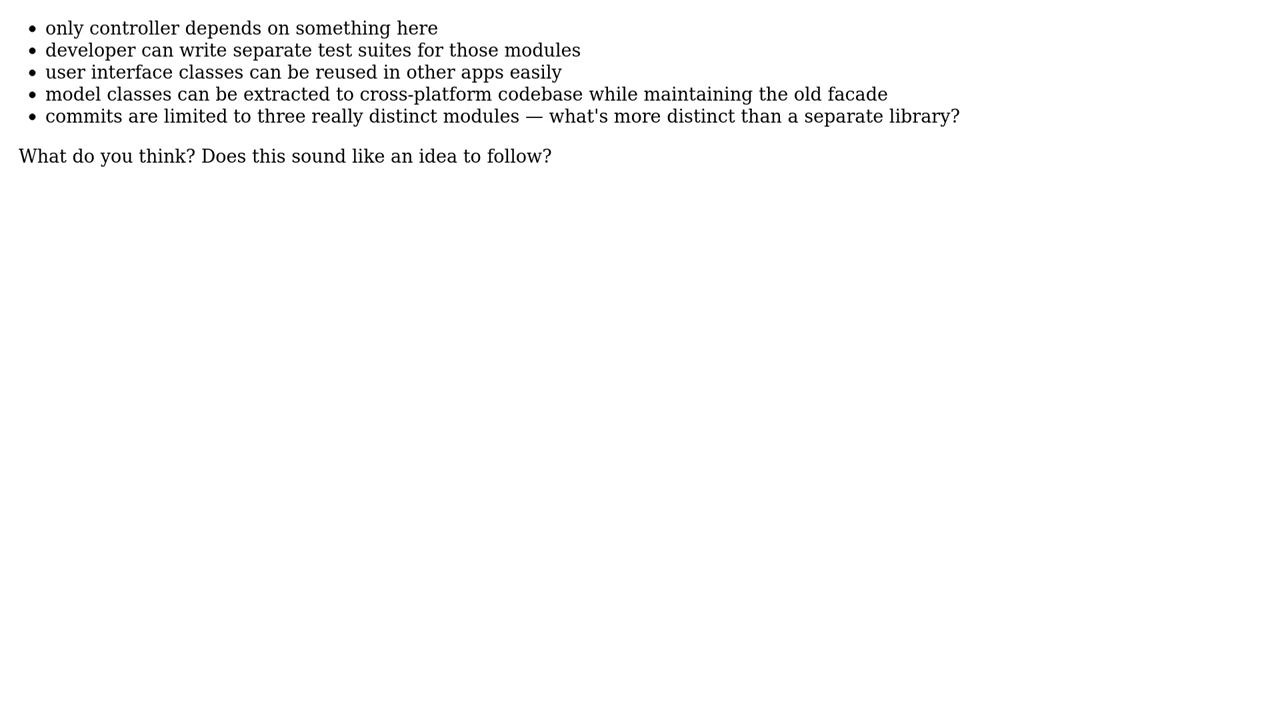 • only controller depends on something here
• developer can write separate test suites for those modules
• user interface classes can be reused in other apps easily
• model classes can be extracted to cross-platform codebase while maintaining the old facade
• commits are limited to three really distinct modules — what's more distinct than a separate library?
What do you think? Does this sound like an idea to follow?